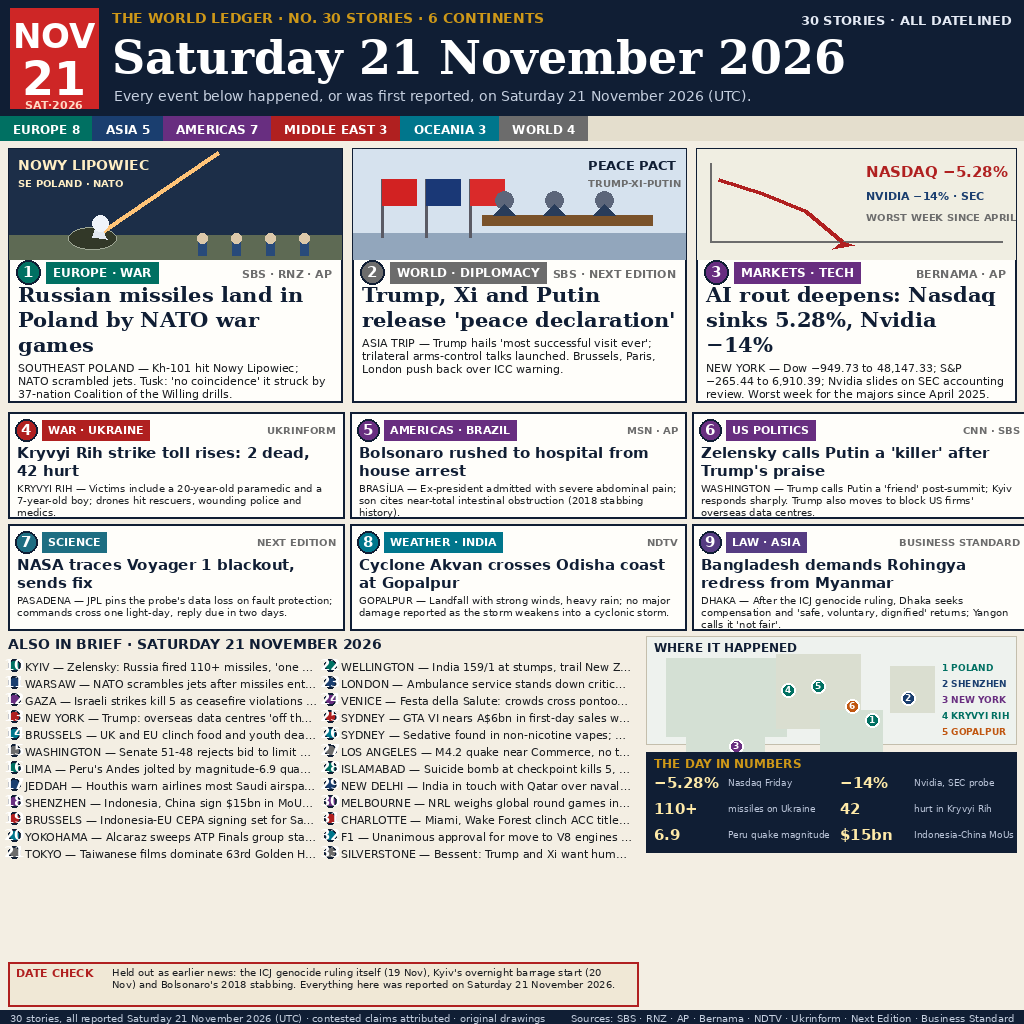 NOV
21
SAT·2026
THE WORLD LEDGER · NO. 30 STORIES · 6 CONTINENTS
30 STORIES · ALL DATELINED
Saturday 21 November 2026
Every event below happened, or was first reported, on Saturday 21 November 2026 (UTC).
EUROPE 8
ASIA 5
AMERICAS 7
MIDDLE EAST 3
OCEANIA 3
WORLD 4
NOWY LIPOWIEC
SE POLAND · NATO
1
EUROPE · WAR
SBS · RNZ · AP
Russian missiles land in
Poland by NATO war
games
SOUTHEAST POLAND — Kh-101 hit Nowy Lipowiec;
NATO scrambled jets. Tusk: 'no coincidence' it struck by
37-nation Coalition of the Willing drills.
PEACE PACT
TRUMP-XI-PUTIN
2
WORLD · DIPLOMACY
SBS · NEXT EDITION
Trump, Xi and Putin
release 'peace declaration'
ASIA TRIP — Trump hails 'most successful visit ever';
trilateral arms-control talks launched. Brussels, Paris,
London push back over ICC warning.
NASDAQ −5.28%
NVIDIA −14% · SEC
WORST WEEK SINCE APRIL
3
MARKETS · TECH
BERNAMA · AP
AI rout deepens: Nasdaq
sinks 5.28%, Nvidia
−14%
NEW YORK — Dow −949.73 to 48,147.33; S&P
−265.44 to 6,910.39; Nvidia slides on SEC accounting
review. Worst week for the majors since April 2025.
4
WAR · UKRAINE
UKRINFORM
Kryvyi Rih strike toll rises: 2 dead,
42 hurt
KRYVYI RIH — Victims include a 20-year-old paramedic and a
7-year-old boy; drones hit rescuers, wounding police and
medics.
5
AMERICAS · BRAZIL
MSN · AP
Bolsonaro rushed to hospital from
house arrest
BRASÍLIA — Ex-president admitted with severe abdominal pain;
son cites near-total intestinal obstruction (2018 stabbing
history).
6
US POLITICS
CNN · SBS
Zelensky calls Putin a 'killer' after
Trump's praise
WASHINGTON — Trump calls Putin a 'friend' post-summit; Kyiv
responds sharply. Trump also moves to block US firms'
overseas data centres.
7
SCIENCE
NEXT EDITION
NASA traces Voyager 1 blackout,
sends fix
PASADENA — JPL pins the probe's data loss on fault protection;
commands cross one light-day, reply due in two days.
8
WEATHER · INDIA
NDTV
Cyclone Akvan crosses Odisha coast
at Gopalpur
GOPALPUR — Landfall with strong winds, heavy rain; no major
damage reported as the storm weakens into a cyclonic storm.
9
LAW · ASIA
BUSINESS STANDARD
Bangladesh demands Rohingya
redress from Myanmar
DHAKA — After the ICJ genocide ruling, Dhaka seeks
compensation and 'safe, voluntary, dignified' returns; Yangon
calls it 'not fair'.
ALSO IN BRIEF · SATURDAY 21 NOVEMBER 2026
KYIV — Zelensky: Russia fired 110+ missiles, 'one ...
WARSAW — NATO scrambles jets after missiles ent...
GAZA — Israeli strikes kill 5 as ceasefire violations ...
NEW YORK — Trump: overseas data centres 'off th...
BRUSSELS — UK and EU clinch food and youth dea...
WASHINGTON — Senate 51-48 rejects bid to limit ...
LIMA — Peru's Andes jolted by magnitude-6.9 qua...
JEDDAH — Houthis warn airlines most Saudi airspa...
SHENZHEN — Indonesia, China sign $15bn in MoU...
BRUSSELS — Indonesia-EU CEPA signing set for Sa...
YOKOHAMA — Alcaraz sweeps ATP Finals group sta...
TOKYO — Taiwanese films dominate 63rd Golden H...
WELLINGTON — India 159/1 at stumps, trail New Z...
LONDON — Ambulance service stands down critic...
VENICE — Festa della Salute: crowds cross pontoo...
SYDNEY — GTA VI nears A$6bn in first-day sales w...
SYDNEY — Sedative found in non-nicotine vapes; ...
LOS ANGELES — M4.2 quake near Commerce, no t...
ISLAMABAD — Suicide bomb at checkpoint kills 5, ...
NEW DELHI — India in touch with Qatar over naval...
MELBOURNE — NRL weighs global round games in...
CHARLOTTE — Miami, Wake Forest clinch ACC title...
F1 — Unanimous approval for move to V8 engines ...
SILVERSTONE — Bessent: Trump and Xi want hum...
WHERE IT HAPPENED
4
5
6
1
2
3
1 POLAND
2 SHENZHEN
3 NEW YORK
4 KRYVYI RIH
5 GOPALPUR
THE DAY IN NUMBERS
−5.28% Nasdaq Friday
−14% Nvidia, SEC probe
110+ missiles on Ukraine
42 hurt in Kryvyi Rih
6.9 Peru quake magnitude
$15bn Indonesia-China MoUs
DATE CHECK
Held out as earlier news: the ICJ genocide ruling itself (19 Nov), Kyiv's overnight barrage start (20
Nov) and Bolsonaro's 2018 stabbing. Everything here was reported on Saturday 21 November 2026.
30 stories, all reported Saturday 21 November 2026 (UTC) · contested claims attributed · original drawings
Sources: SBS · RNZ · AP · Bernama · NDTV · Ukrinform · Next Edition · Business Standard